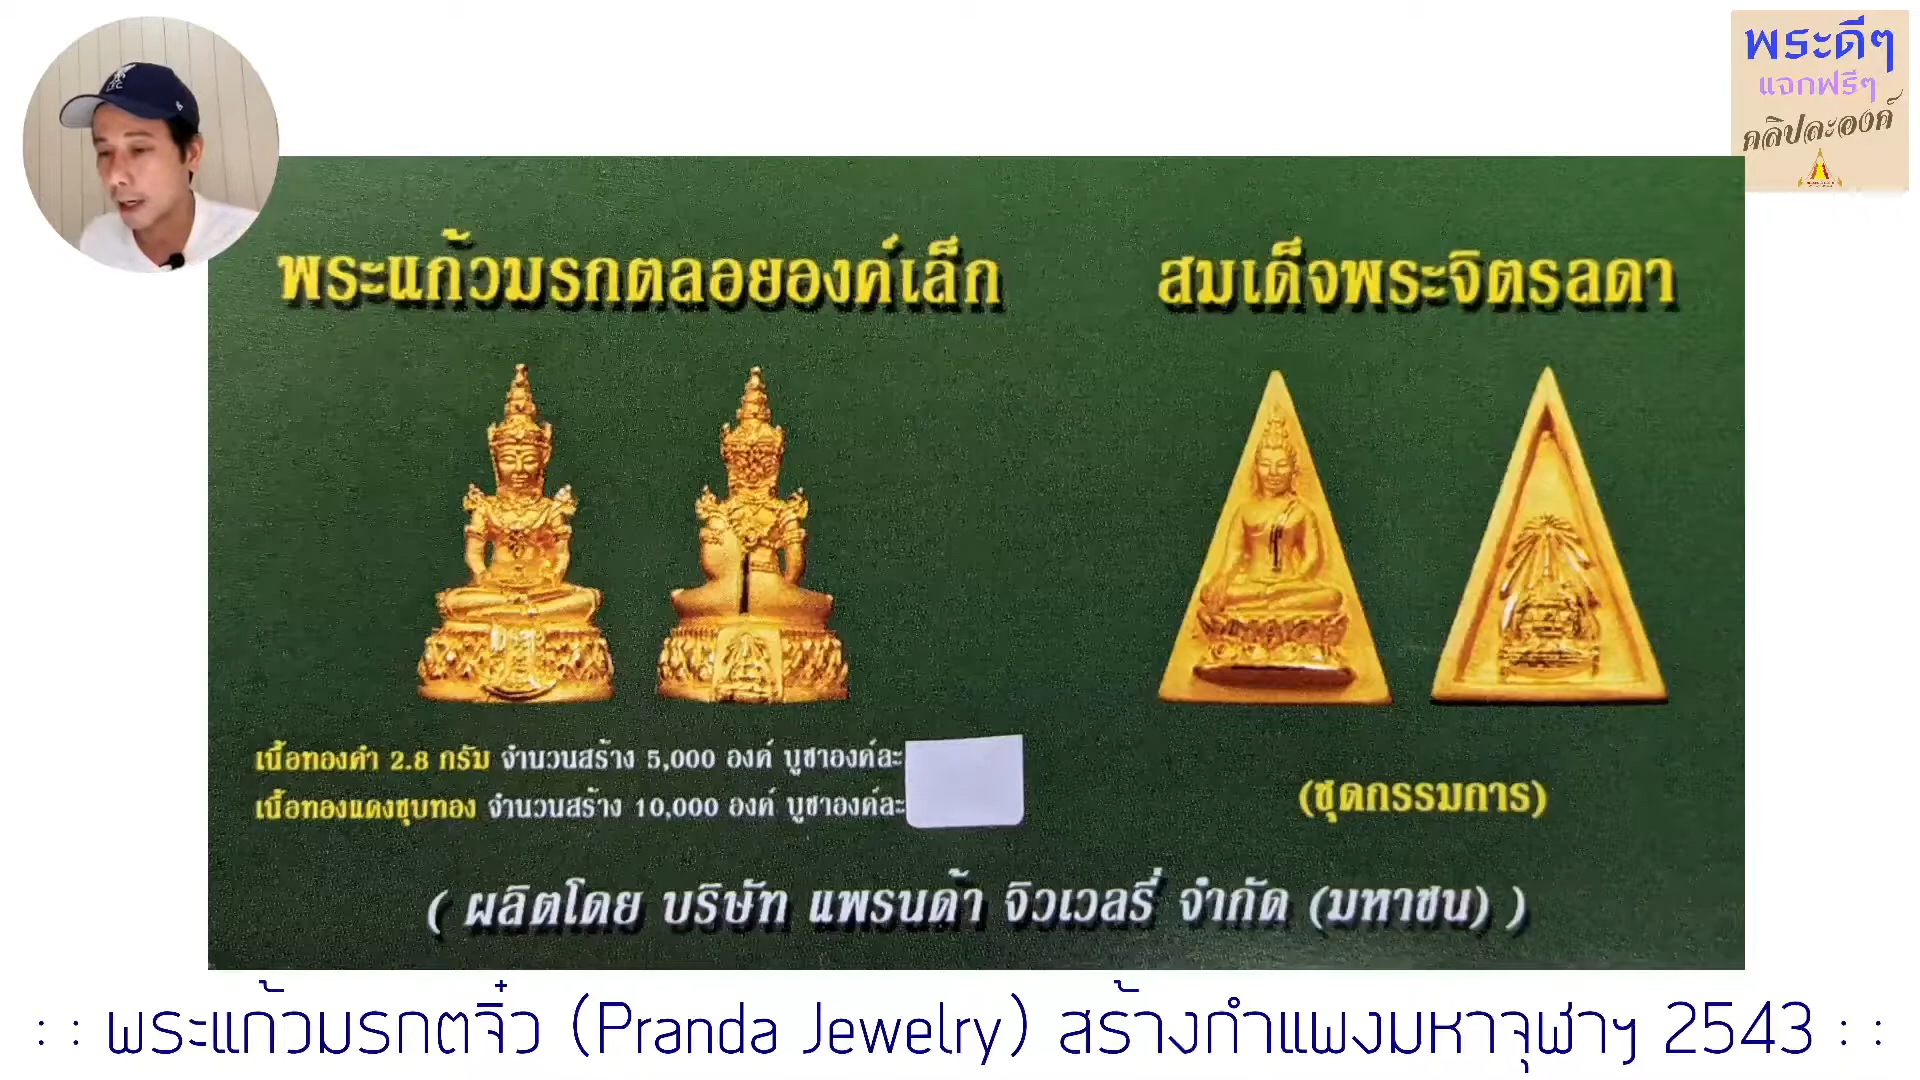 พระดีๆ
แจกฟรีๆ
คลิปละองค์
พระแก้วมรกตลอยองค์เล็ก
สมเด็จพระจิตรลดา
เนื้อทองคำ 2.8 กรัม จำนวนสร้าง 5,000 องค์ บูชาองค์ละ
เนื้อทองแดงชุบทอง จำนวนสร้าง 10,000 องค์ บูชาองค์ละ
(ชุดกรรมการ)
( ผลิตโดย บริษัท แพรนด้า จิวเวลรี่ จำกัด (มหาชน) )
: : พระแก้วมรกตจิ๋ว (Pranda Jewelry) สร้างกำแพงมหาจุฬาฯ 2543 : :